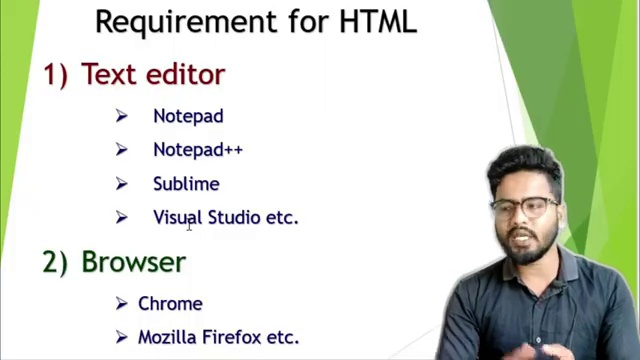 Requirement for HTML
1) Text editor
Notepad
Notepad++
Sublime
Visual Studio etc.
2) Browser
Chrome
Mozilla Firefox etc.